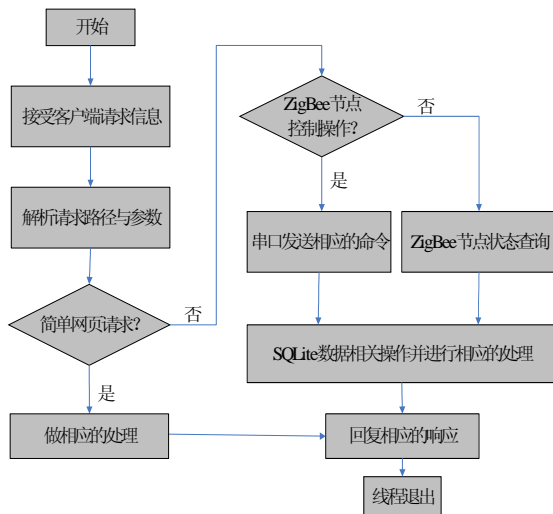 开始
接受客户端请求信息
解析请求路径与参数
简单网页请求?
否
是
做相应的处理
ZigBee节点
控制操作?
否
是
串口发送相应的命令
ZigBee节点状态查询
SQLite数据相关操作并进行相应的处理
回复相应的响应
线程退出